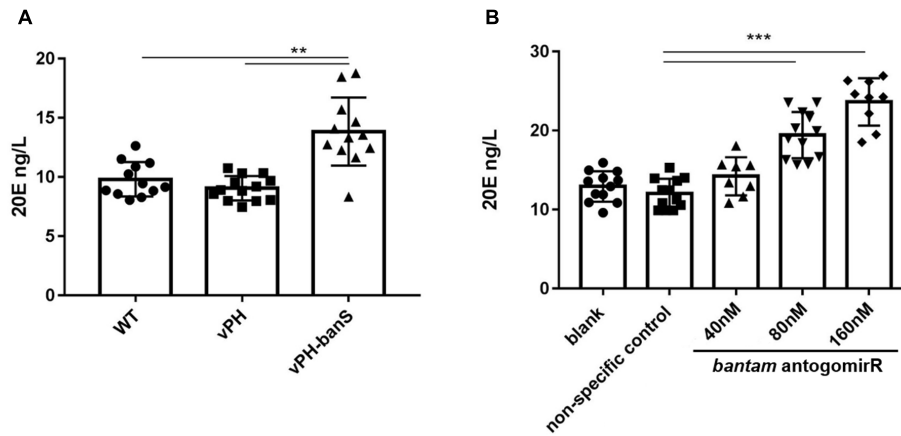 A
**
20E ng/L
20
15
10
5
0
WT
vPH
vPH-banS
B
***
20E ng/L
30
20
10
0
blank
non-specific control
40nM
80nM
160nM
bantam antogomirR